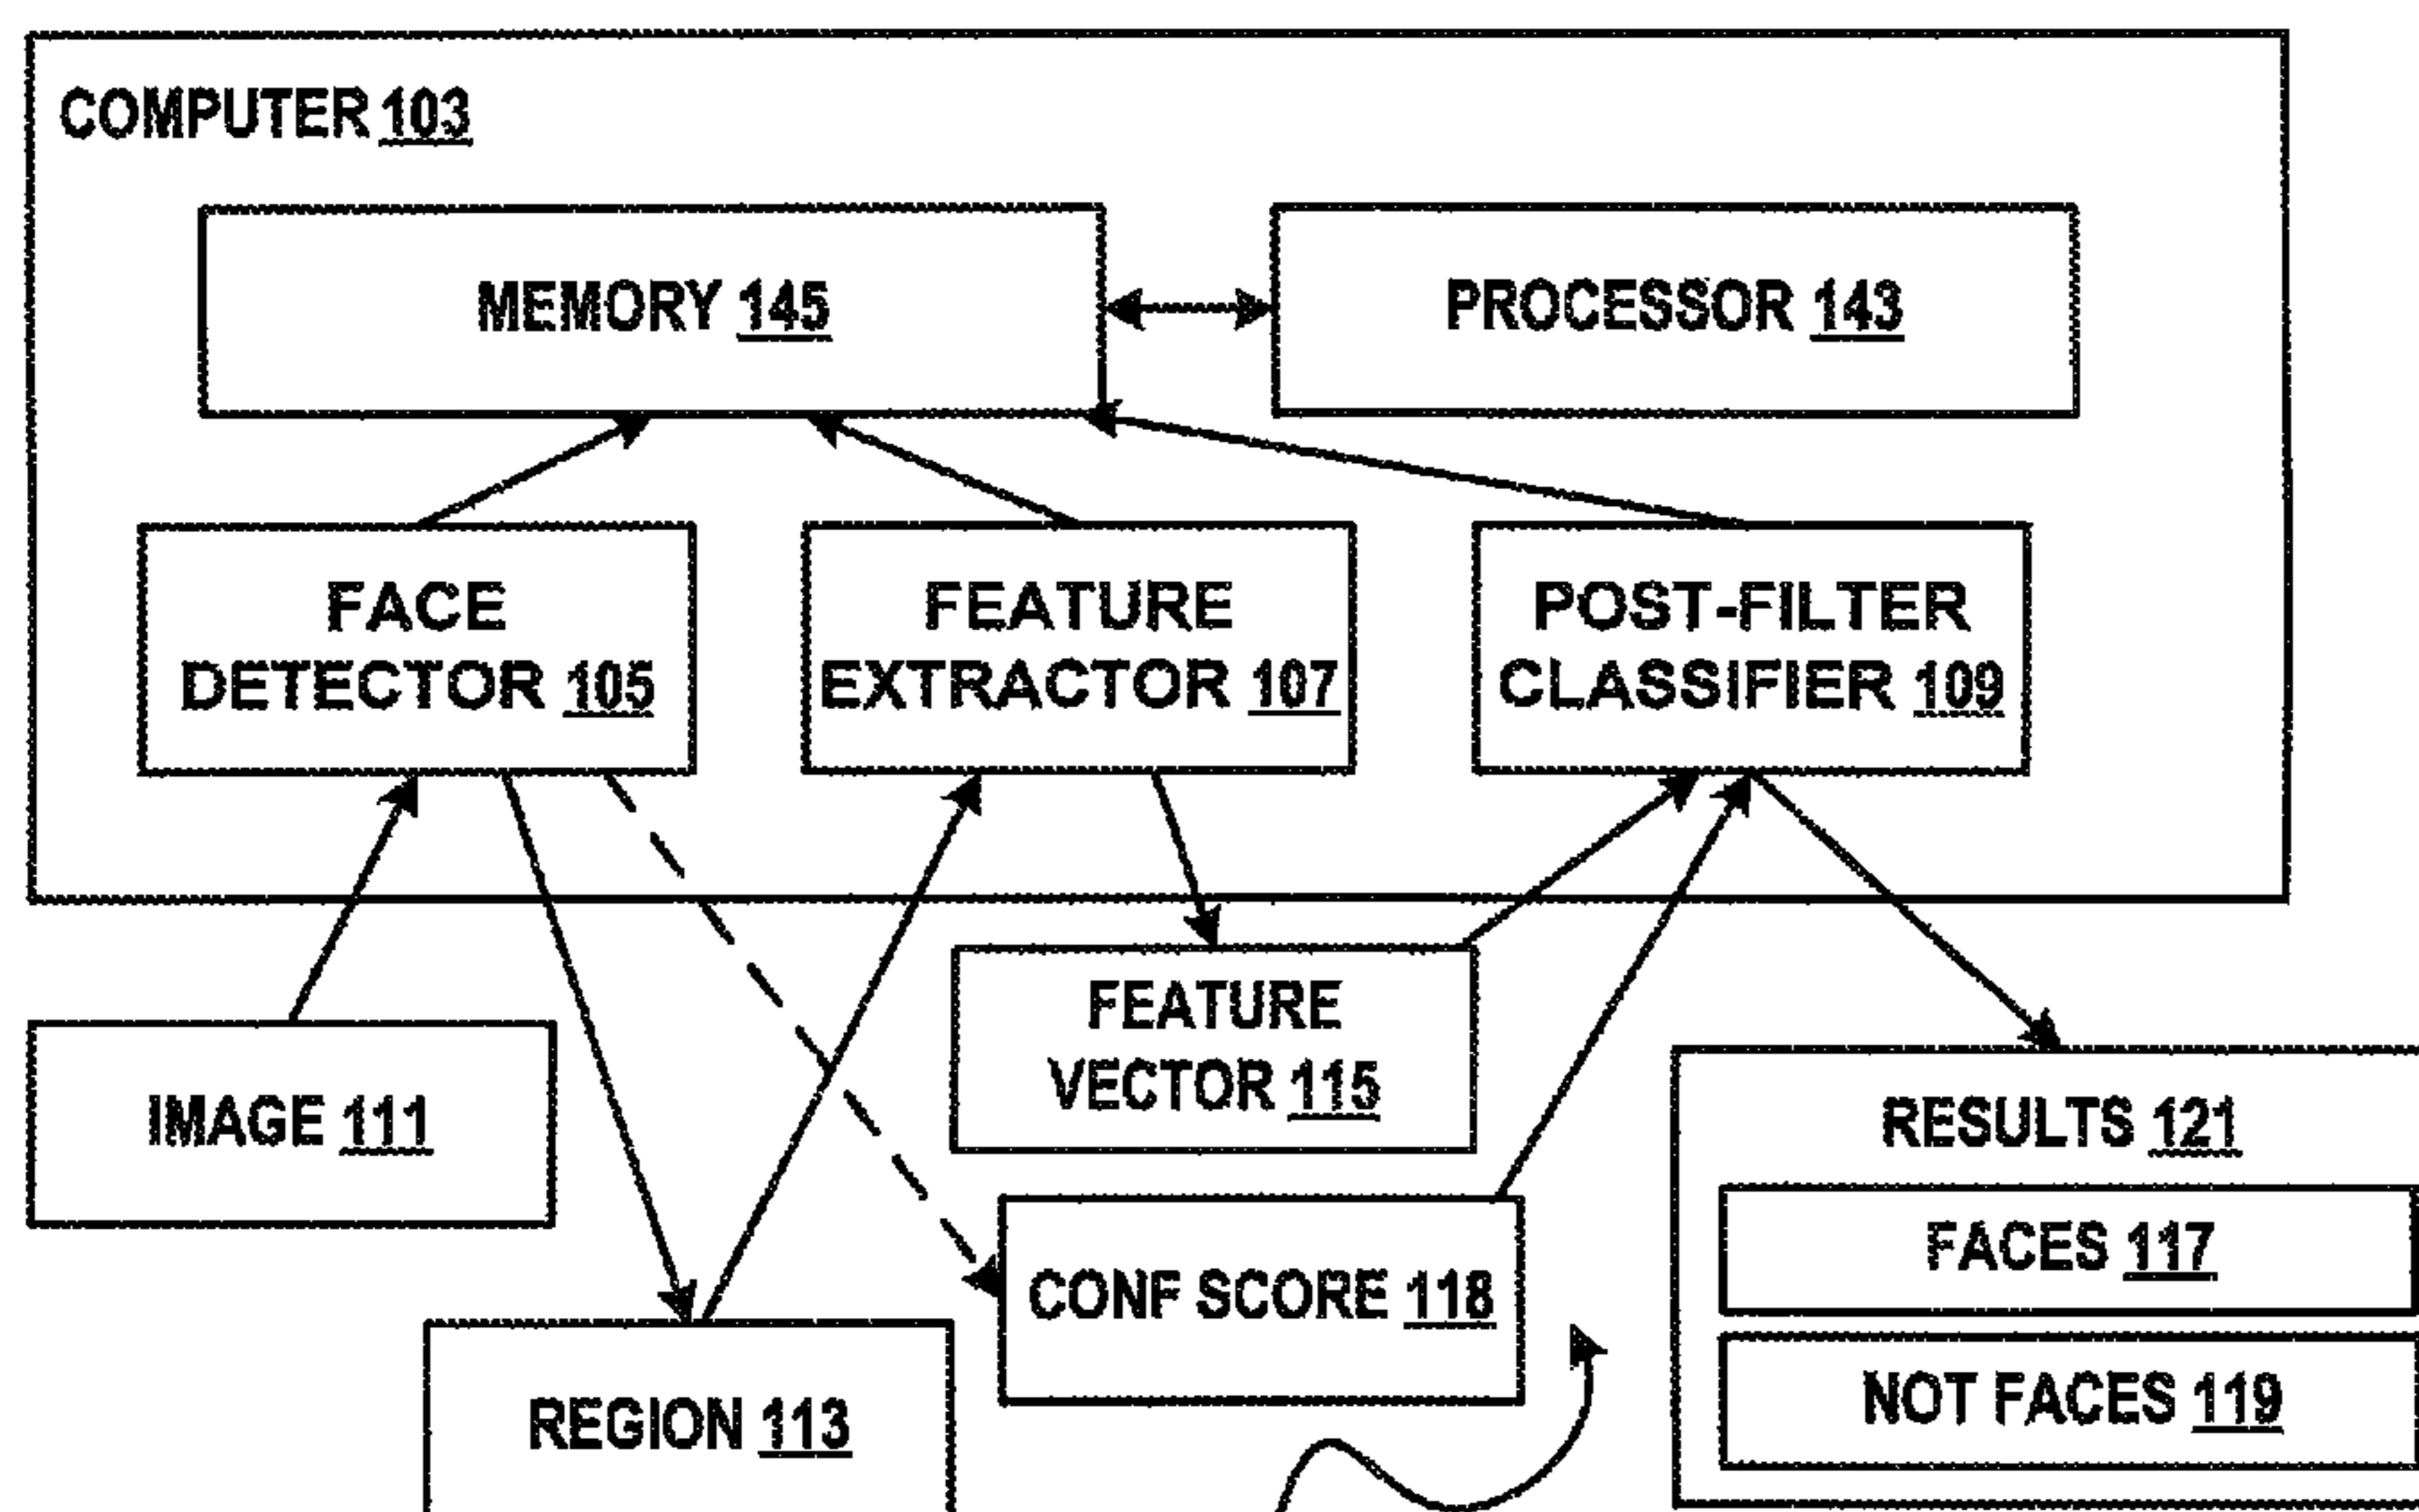 COMPUTER 103
MEMORY 145
PROCESSOR 143
FACE
DETECTOR 105
FEATURE
EXTRACTOR 107
POST-FILTER
CLASSIFIER 109
IMAGE 111
FEATURE
VECTOR 115
CONF SCORE 118
REGION 113
RESULTS 121
FACES 117
NOT FACES 119